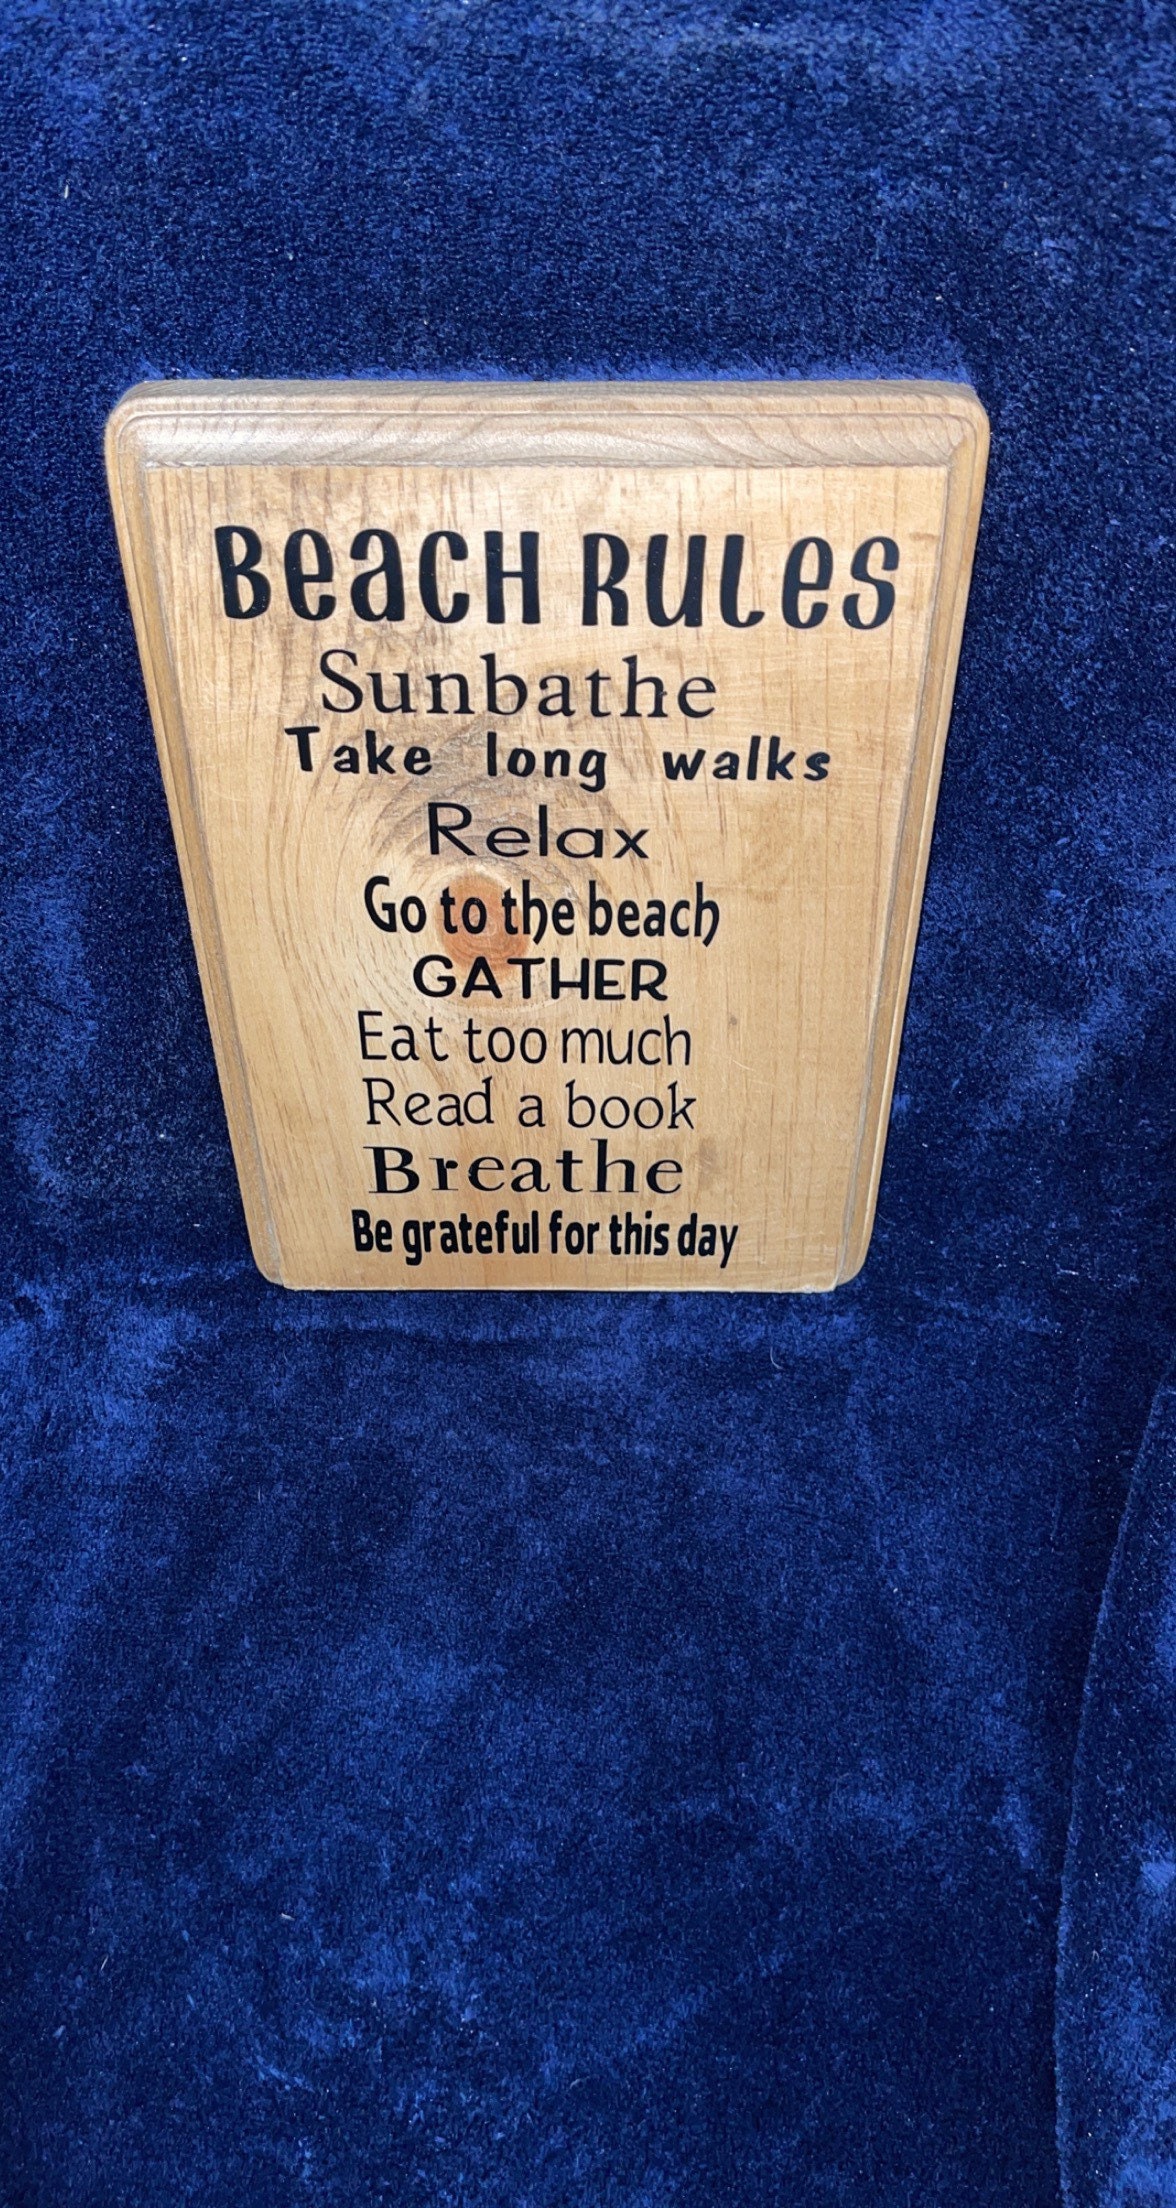 BeacH RuLes
Sunbathe
Take long walks
Relax
Go to the beach
GATHER
Eat too much
Read a book
Breathe
Be grateful for this day